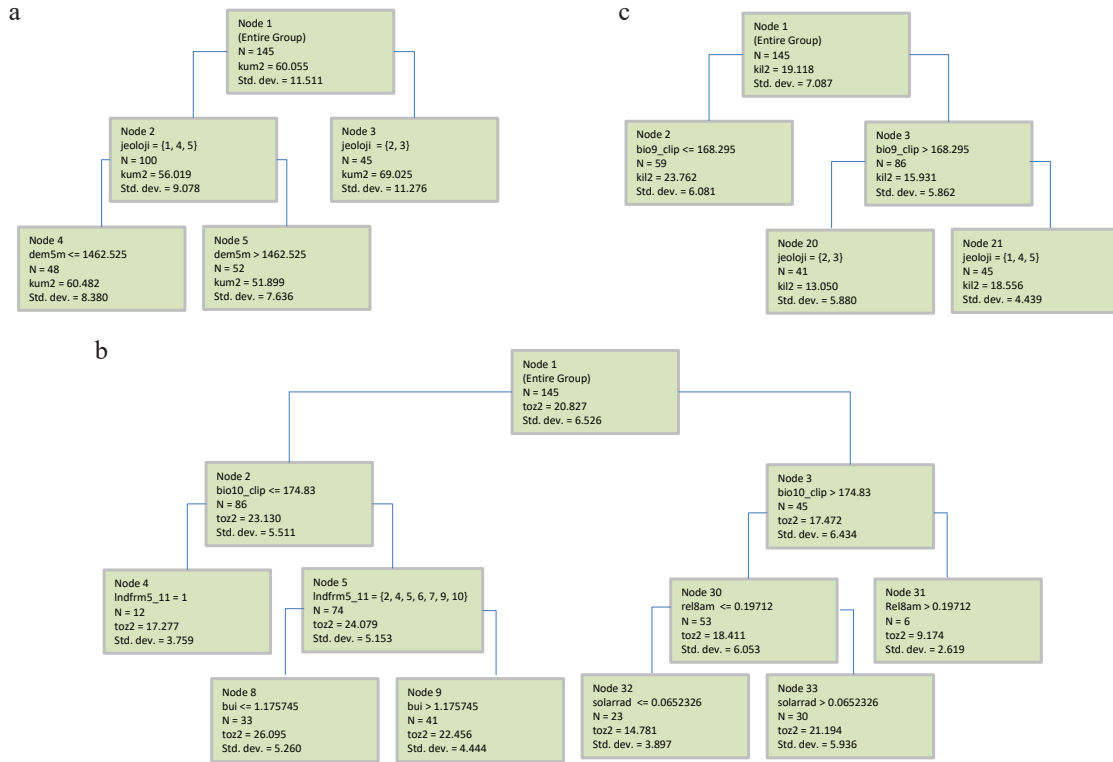 a
Node 1
(Entire Group)
N = 145
kum2 = 60.055
Std. dev. = 11.511
Node 2
jeoloji = {1, 4, 5}
N = 100
kum2 = 56.019
Std. dev. = 9.078
Node 3
jeoloji = {2, 3}
N = 45
kum2 = 69.025
Std. dev. = 11.276
Node 4
dem5m <= 1462.525
N = 48
kum2 = 60.482
Std. dev. = 8.380
Node 5
dem5m > 1462.525
N = 52
kum2 = 51.899
Std. dev. = 7.636
c
Node 1
(Entire Group)
N = 145
kil2 = 19.118
Std. dev. = 7.087
Node 2
bio9_clip <= 168.295
N = 59
kil2 = 23.762
Std. dev. = 6.081
Node 3
bio9_clip > 168.295
N = 86
kil2 = 15.931
Std. dev. = 5.862
Node 20
jeoloji = {2, 3}
N = 41
kil2 = 13.050
Std. dev. = 5.880
Node 21
jeoloji = {1, 4, 5}
N = 45
kil2 = 18.556
Std. dev. = 4.439
b
Node 1
(Entire Group)
N = 145
toz2 = 20.827
Std. dev. = 6.526
Node 2
bio10_clip <= 174.83
N = 86
toz2 = 23.130
Std. dev. = 5.511
Node 3
bio10_clip > 174.83
N = 45
toz2 = 17.472
Std. dev. = 6.434
Node 4
lndfrm5_11 = 1
N = 12
toz2 = 17.277
Std. dev. = 3.759
Node 5
lndfrm5_11 = {2, 4, 5, 6, 7, 9, 10}
N = 74
toz2 = 24.079
Std. dev. = 5.153
Node 30
rel8am <= 0.19712
N = 53
toz2 = 18.411
Std. dev. = 6.053
Node 31
Rel8am > 0.19712
N = 6
toz2 = 9.174
Std. dev. = 2.619
Node 8
bui <= 1.175745
N = 33
toz2 = 26.095
Std. dev. = 5.260
Node 9
bui > 1.175745
N = 41
toz2 = 22.456
Std. dev. = 4.444
Node 32
solarrad <= 0.0652326
N = 23
toz2 = 14.781
Std. dev. = 3.897
Node 33
solarrad > 0.0652326
N = 30
toz2 = 21.194
Std. dev. = 5.936